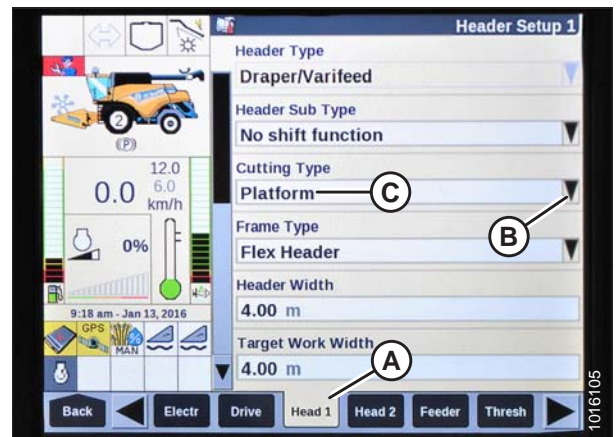 Header Setup 1
Header Type
Draper/Varifeed
Header Sub Type
No shift function
Cutting Type
Platform
C
B
Frame Type
Flex Header
Header Width
4.00 m
Target Work Width
4.00 m
A
2
(P)
12.0
0.0
6.0
km/h
0%
9:18 am - Jan 13, 2016
GPS
MAN
Back
Electr
Drive
Head 1
Head 2
Feeder
Thresh
1016105